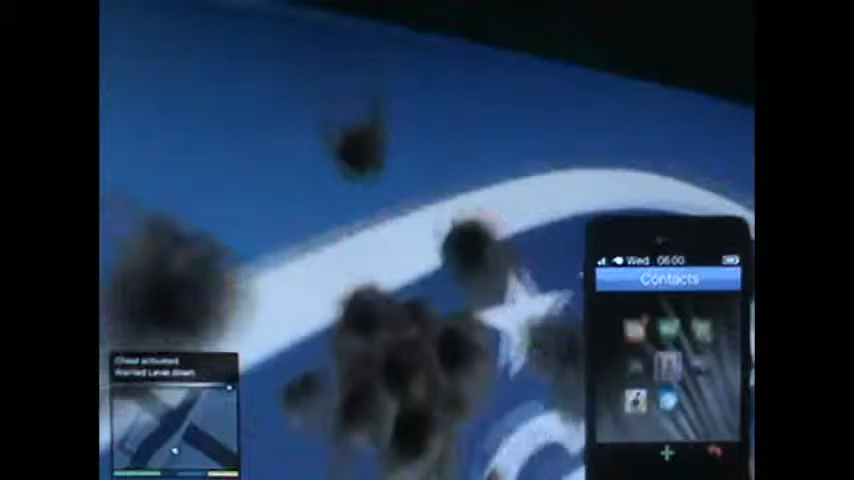 Wed 06:00
Contacts
Cheat activated:
Wanted Level down.